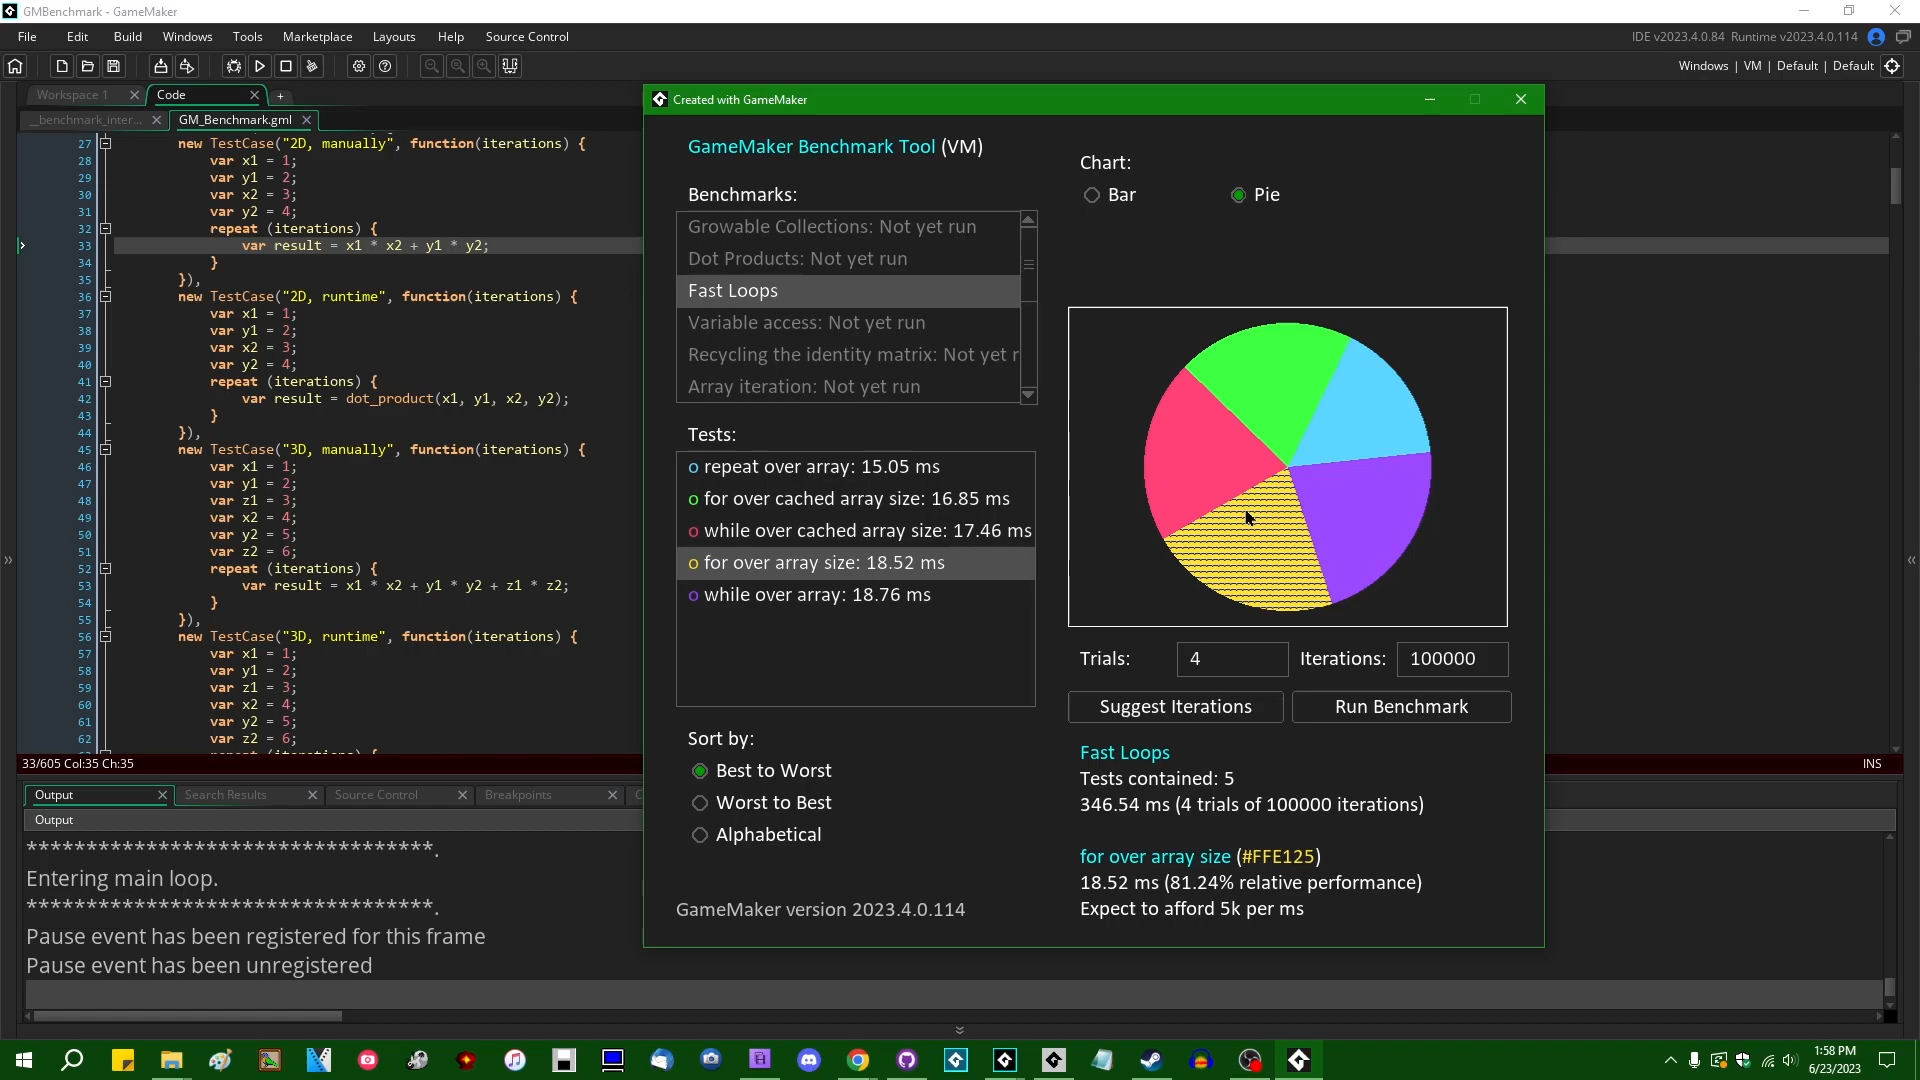 GMBenchmark - GameMaker
File Edit Build Windows Tools Marketplace Layouts Help Source Control
IDE v2023.4.0.84 Runtime v2023.4.0.114
Windows | VM | Default | Default
Workspace 1
Code
__benchmark_inter...
GM_Benchmark.gml
27 new TestCase("2D, manually", function(iterations) {
28 var x1 = 1;
29 var y1 = 2;
30 var x2 = 3;
31 var y2 = 4;
32 repeat (iterations) {
33 var result = x1 * x2 + y1 * y2;
34 }
35 }),
36 new TestCase("2D, runtime", function(iterations) {
37 var x1 = 1;
38 var y1 = 2;
39 var x2 = 3;
40 var y2 = 4;
41 repeat (iterations) {
42 var result = dot_product(x1, y1, x2, y2);
43 }
44 }),
45 new TestCase("3D, manually", function(iterations) {
46 var x1 = 1;
47 var y1 = 2;
48 var z1 = 3;
49 var x2 = 4;
50 var y2 = 5;
51 var z2 = 6;
52 repeat (iterations) {
53 var result = x1 * x2 + y1 * y2 + z1 * z2;
54 }
55 }),
56 new TestCase("3D, runtime", function(iterations) {
57 var x1 = 1;
58 var y1 = 2;
59 var z1 = 3;
60 var x2 = 4;
61 var y2 = 5;
62 var z2 = 6;
33/605 Col:35 Ch:35
INS
Output
Search Results
Source Control
Breakpoints
Output
**********************************.
Entering main loop.
**********************************.
Pause event has been registered for this frame
Pause event has been unregistered
Created with GameMaker
GameMaker Benchmark Tool (VM)
Benchmarks:
Growable Collections: Not yet run
Dot Products: Not yet run
Fast Loops
Variable access: Not yet run
Recycling the identity matrix: Not yet r
Array iteration: Not yet run
Tests:
o repeat over array: 15.05 ms
o for over cached array size: 16.85 ms
o while over cached array size: 17.46 ms
o for over array size: 18.52 ms
o while over array: 18.76 ms
Sort by:
Best to Worst
Worst to Best
Alphabetical
GameMaker version 2023.4.0.114
Chart:
Bar
Pie
Trials: 4 Iterations: 100000
Suggest Iterations
Run Benchmark
Fast Loops
Tests contained: 5
346.54 ms (4 trials of 100000 iterations)
for over array size (#FFE125)
18.52 ms (81.24% relative performance)
Expect to afford 5k per ms
1:58 PM
6/23/2023